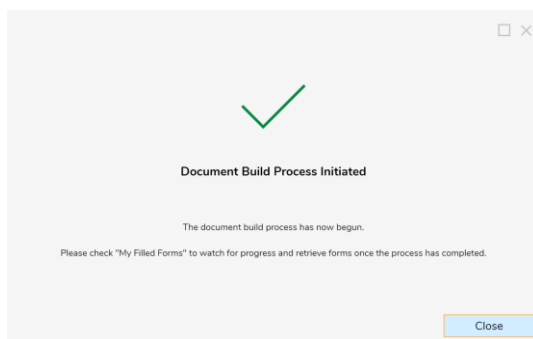 Document Build Process Initiated
The document build process has now begun.
Please check "My Filled Forms" to watch for progress and retrieve forms once the process has completed.
Close